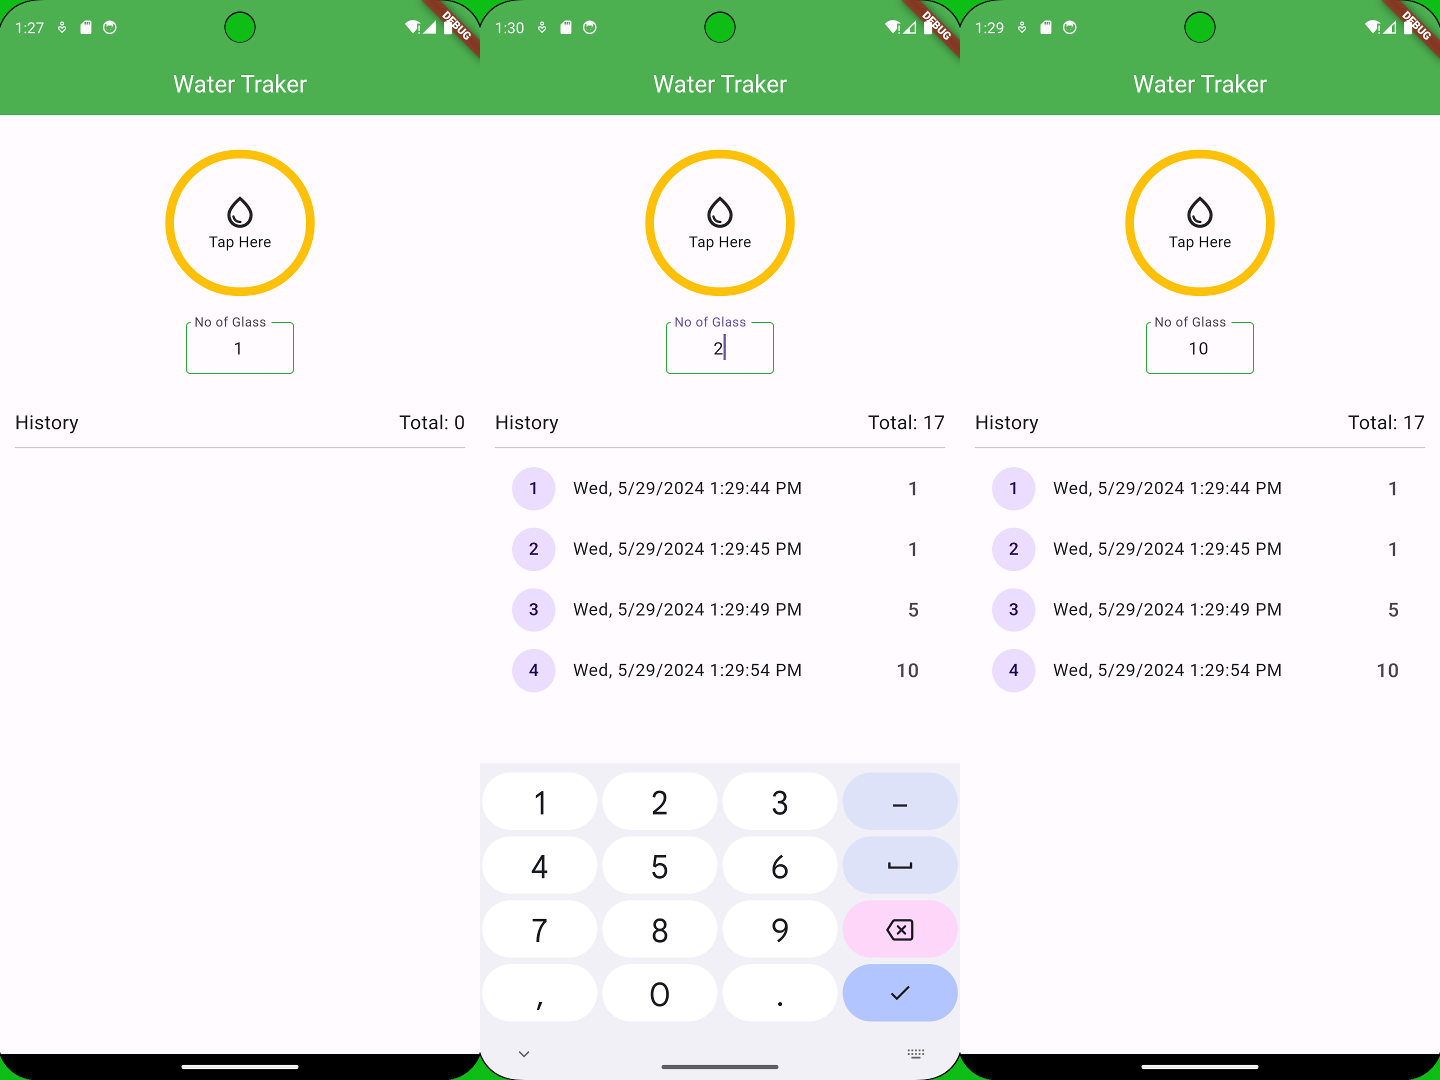 1:27
DEBUG
Water Traker
Tap Here
No of Glass
1
History Total: 0
1:30
DEBUG
Water Traker
Tap Here
No of Glass
2
History Total: 17
1 Wed, 5/29/2024 1:29:44 PM 1
2 Wed, 5/29/2024 1:29:45 PM 1
3 Wed, 5/29/2024 1:29:49 PM 5
4 Wed, 5/29/2024 1:29:54 PM 10
1 2 3 –
4 5 6
7 8 9
, 0 .
1:29
DEBUG
Water Traker
Tap Here
No of Glass
10
History Total: 17
1 Wed, 5/29/2024 1:29:44 PM 1
2 Wed, 5/29/2024 1:29:45 PM 1
3 Wed, 5/29/2024 1:29:49 PM 5
4 Wed, 5/29/2024 1:29:54 PM 10